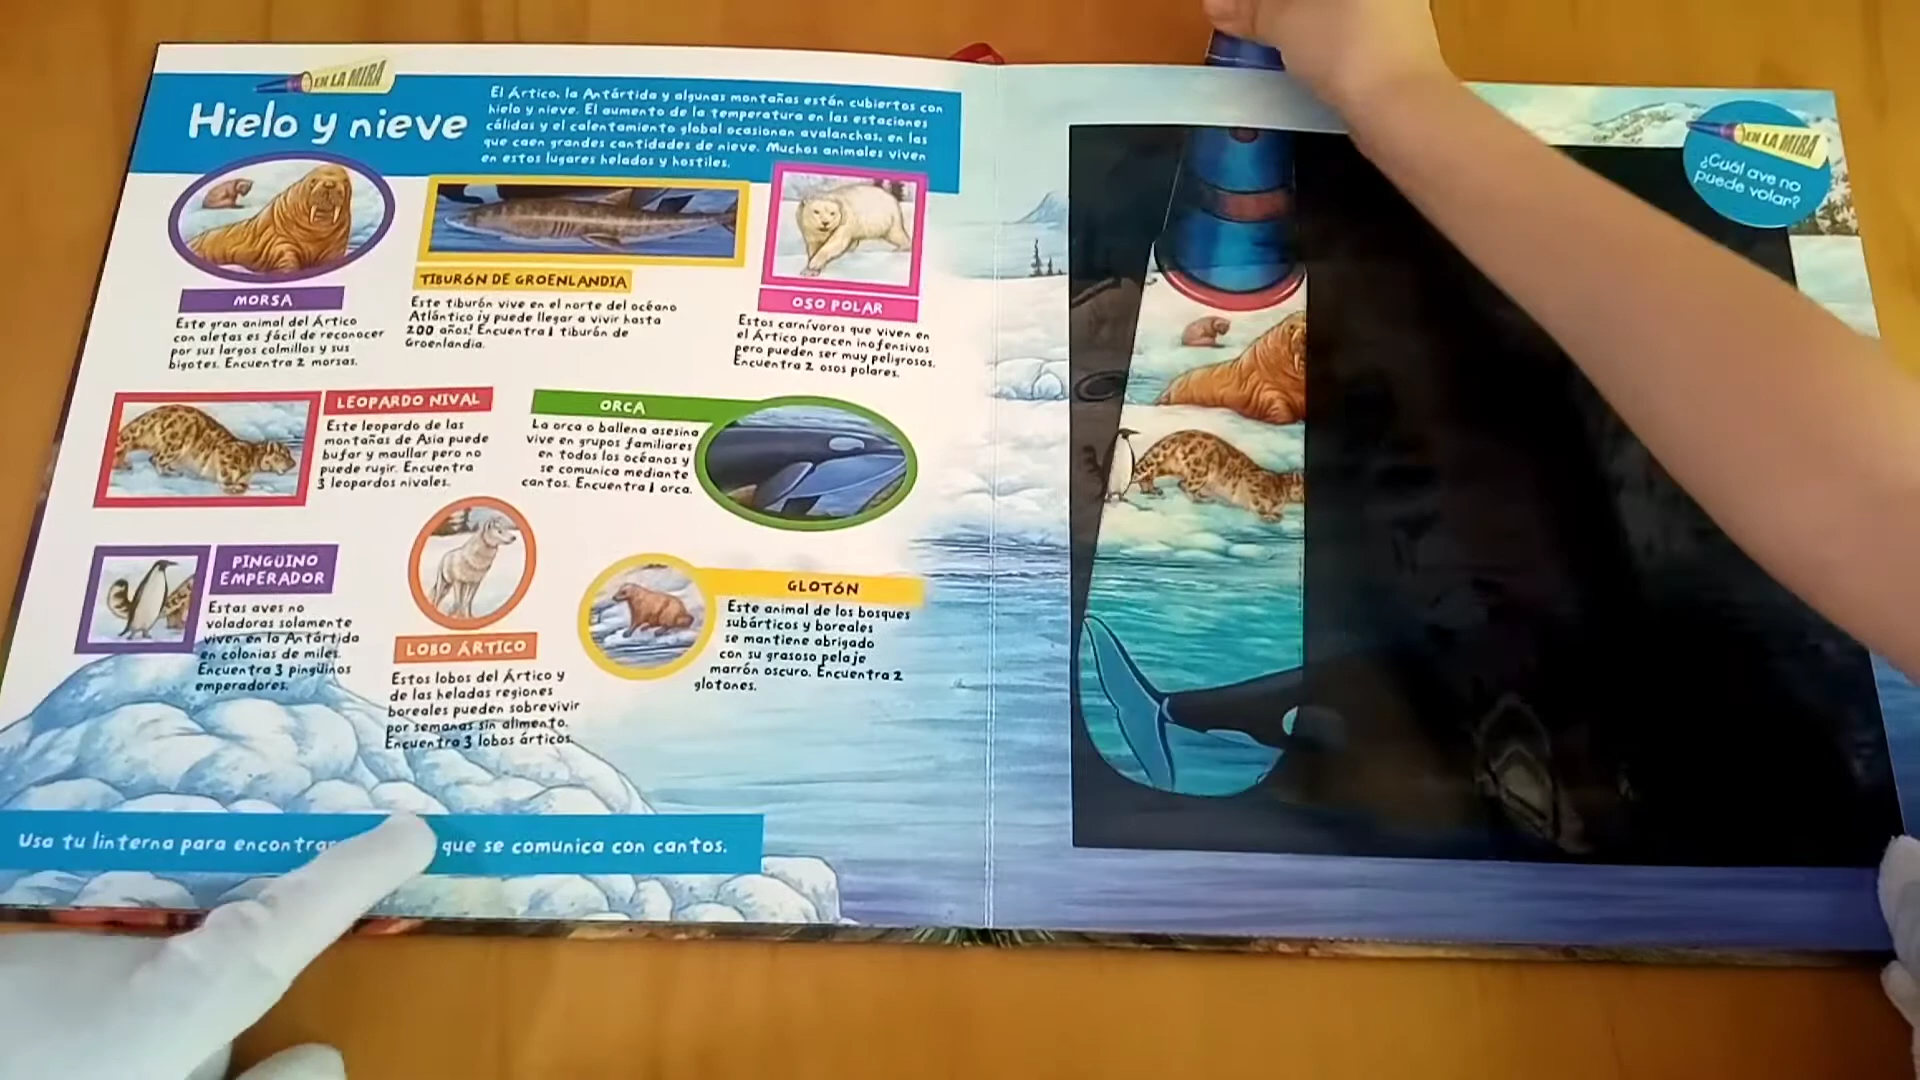 EN LA MIRA
Hielo y nieve
El Ártico, la Antártida y algunas montañas están cubiertos con
hielo y nieve. El aumento de la temperatura en las estaciones
cálidas y el calentamiento global ocasionan avalanchas, en las
que caen grandes cantidades de nieve. Muchos animales viven
en estos lugares helados y hostiles.
MORSA
Este gran animal del Ártico
con aletas es fácil de reconocer
por sus largos colmillos y sus
bigotes. Encuentra 2 morsas.
TIBURÓN DE GROENLANDIA
Este tiburón vive en el norte del océano
Atlántico ¡y puede llegar a vivir hasta
200 años! Encuentra 1 tiburón de
Groenlandia.
OSO POLAR
Estos carnívoros que viven en
el Ártico parecen inofensivos
pero pueden ser muy peligrosos.
Encuentra 2 osos polares.
LEOPARDO NIVAL
Este leopardo de las
montañas de Asia puede
bufar y maullar pero no
puede rugir. Encuentra
3 leopardos nivales.
ORCA
La orca o ballena asesina
vive en grupos familiares
en todos los océanos y
se comunica mediante
cantos. Encuentra 1 orca.
PINGÜINO
EMPERADOR
Estas aves no
voladoras solamente
viven en la Antártida
en colonias de miles.
Encuentra 3 pingüinos
emperadores.
LOBO ÁRTICO
Estos lobos del Ártico y
de las heladas regiones
boreales pueden sobrevivir
por semanas sin alimento.
Encuentra 3 lobos árticos.
GLOTÓN
Este animal de los bosques
subárticos y boreales
se mantiene abrigado
con su grasoso pelaje
marrón oscuro. Encuentra 2
glotones.
Usa tu linterna para encontrar que se comunica con cantos.
EN LA MIRA
¿Cuál ave no
puede volar?